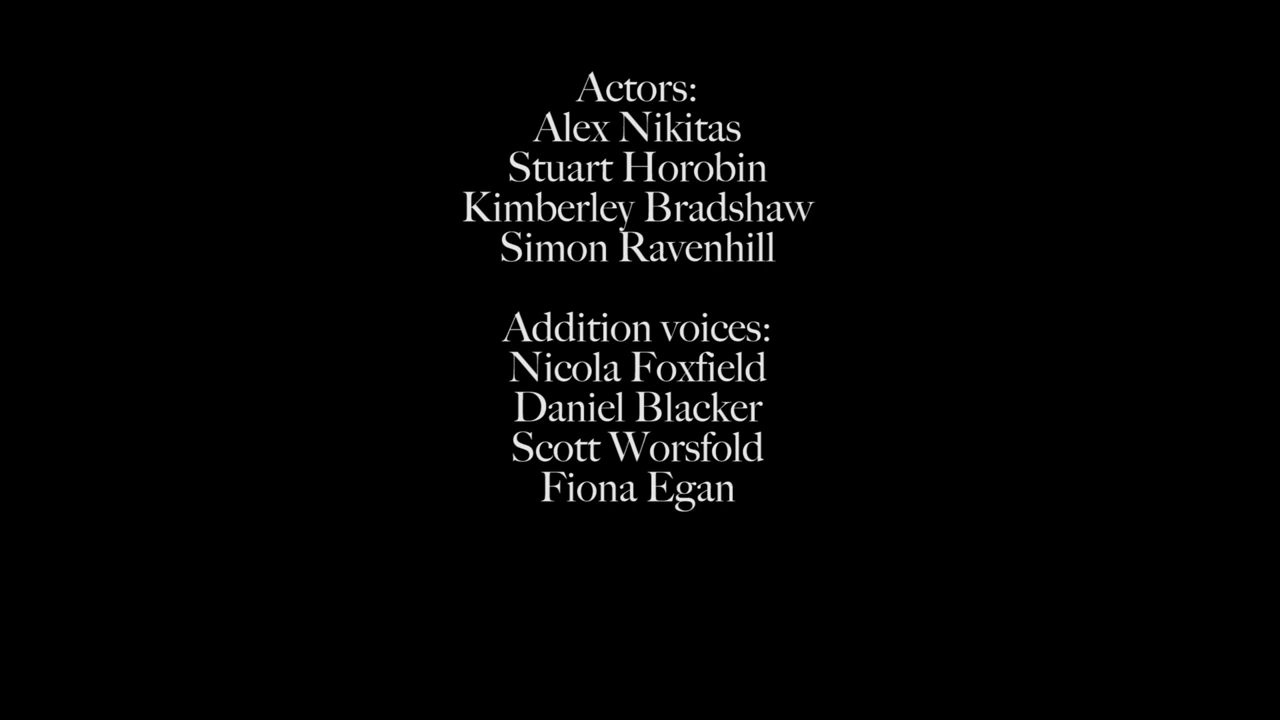 Actors:
Alex Nikitas
Stuart Horobin
Kimberley Bradshaw
Simon Ravenhill
Addition voices:
Nicola Foxfield
Daniel Blacker
Scott Worsfold
Fiona Egan